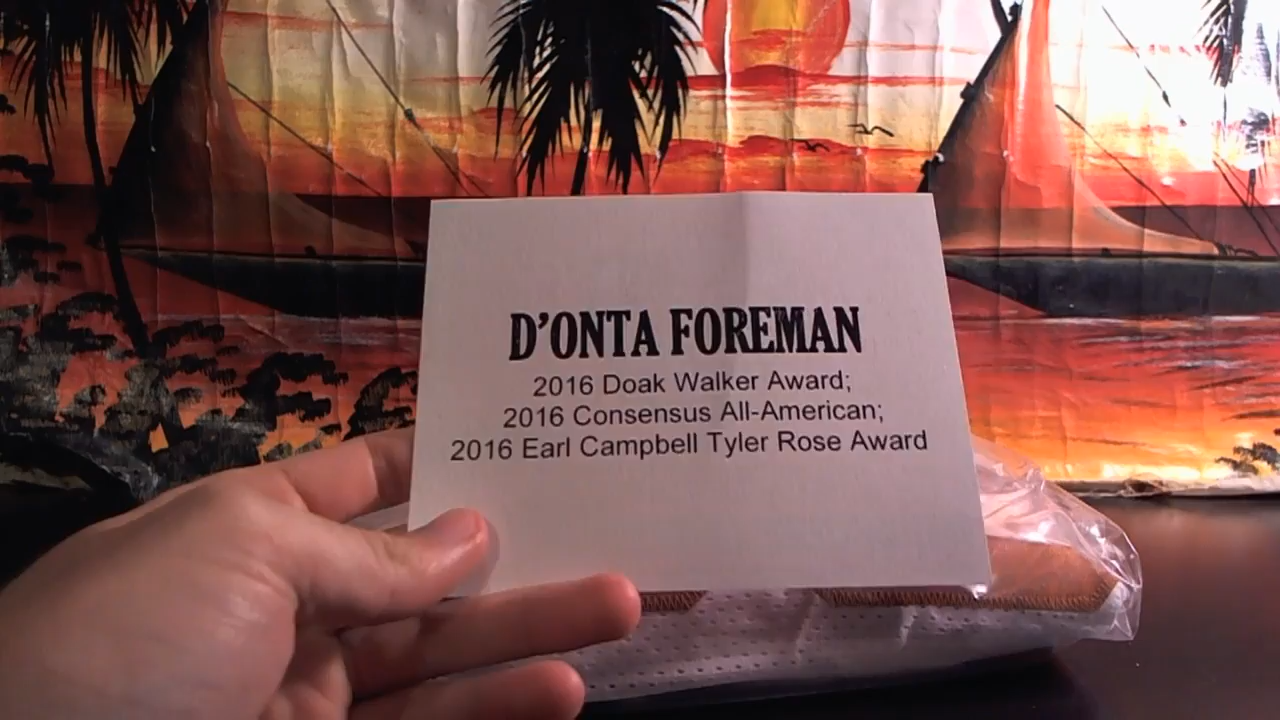 D'ONTA FOREMAN
2016 Doak Walker Award;
2016 Consensus All-American;
2016 Earl Campbell Tyler Rose Award